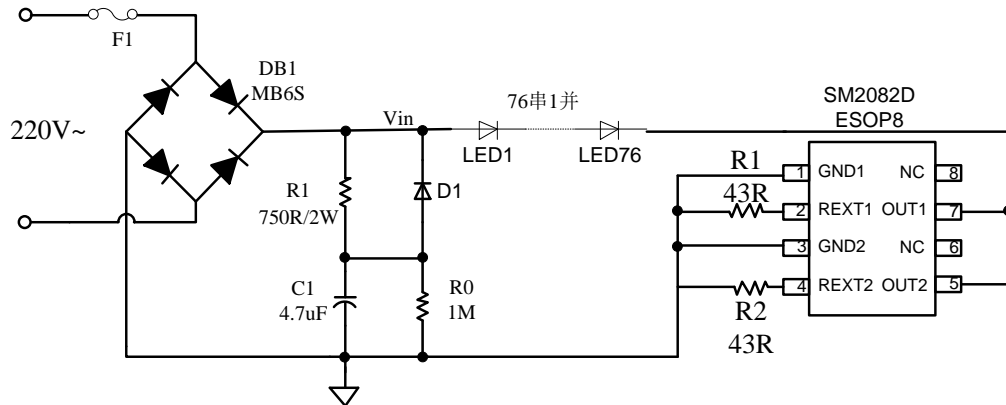 F1
DB1
MB6S
220V~
Vin
76串1并
LED1
LED76
SM2082D
ESOP8
R1
750R/2W
D1
C1
4.7uF
R0
1M
R1
43R
R2
43R
1 GND1 NC 8
2 REXT1 OUT1 7
3 GND2 NC 6
4 REXT2 OUT2 5